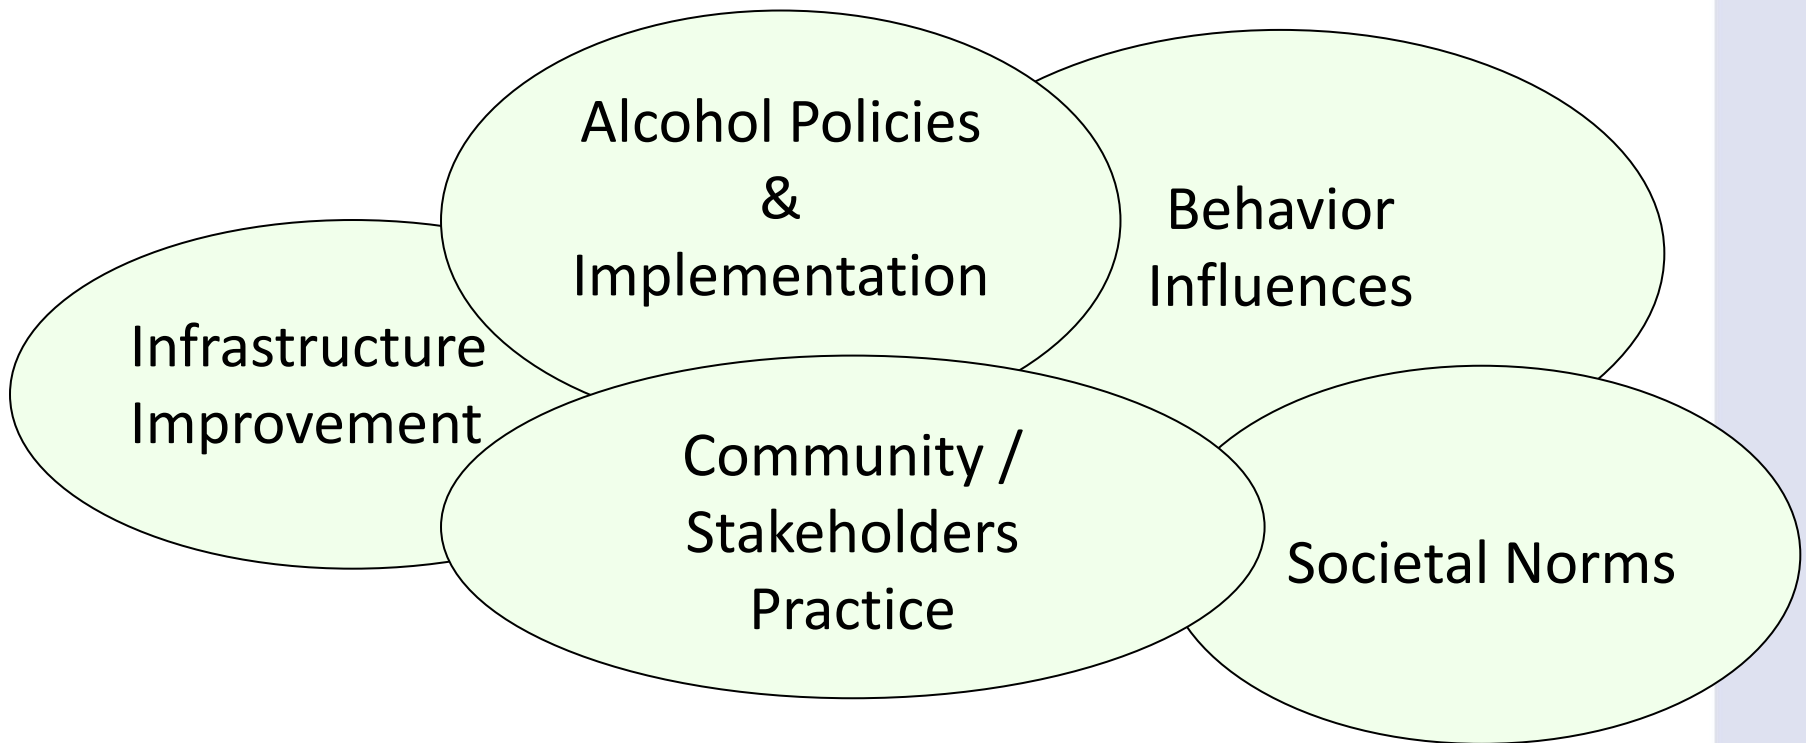 Alcohol Policies
&
Implementation
Behavior
Influences
Infrastructure
Improvement
Community /
Stakeholders
Practice
Societal Norms